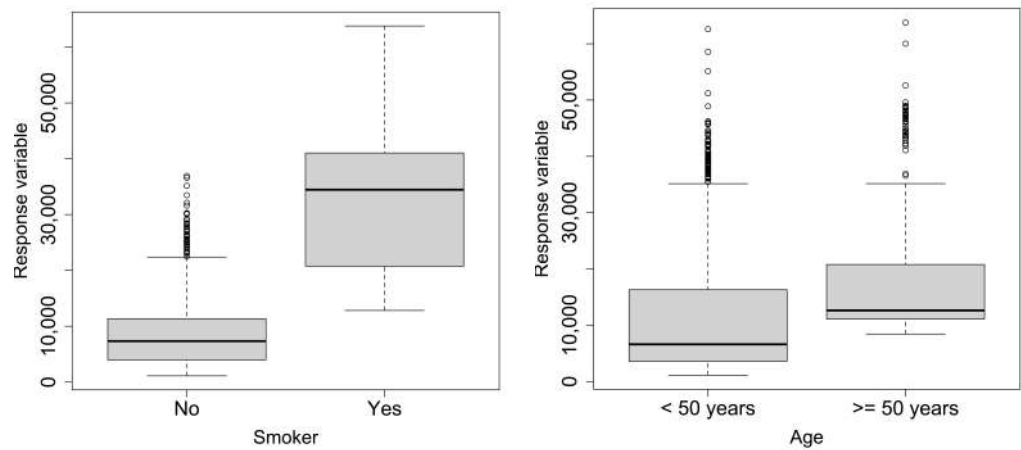 Response variable
50,000
30,000
10,000
0
No
Yes
Smoker
Response variable
50,000
30,000
10,000
0
< 50 years
>= 50 years
Age